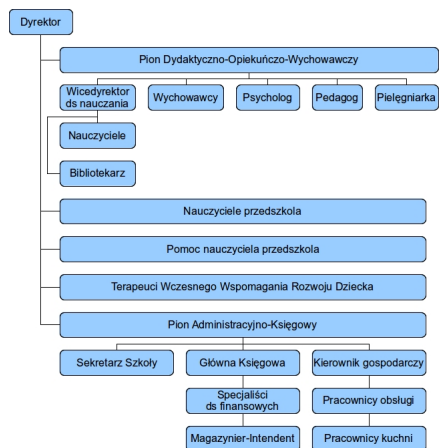 Dyrektor
Pion Dydaktyczno-Opiekuńczo-Wychowawczy
Wicedyrektor
ds nauczania
Wychowawcy
Psycholog
Pedagog
Pielęgniarka
Nauczyciele
Bibliotekarz
Nauczyciele przedszkola
Pomoc nauczyciela przedszkola
Terapeuci Wczesnego Wspomagania Rozwoju Dziecka
Pion Administracyjno-Księgowy
Sekretarz Szkoły
Główna Księgowa
Kierownik gospodarczy
Specjaliści
ds finansowych
Pracownicy obsługi
Magazynier-Intendent
Pracownicy kuchni